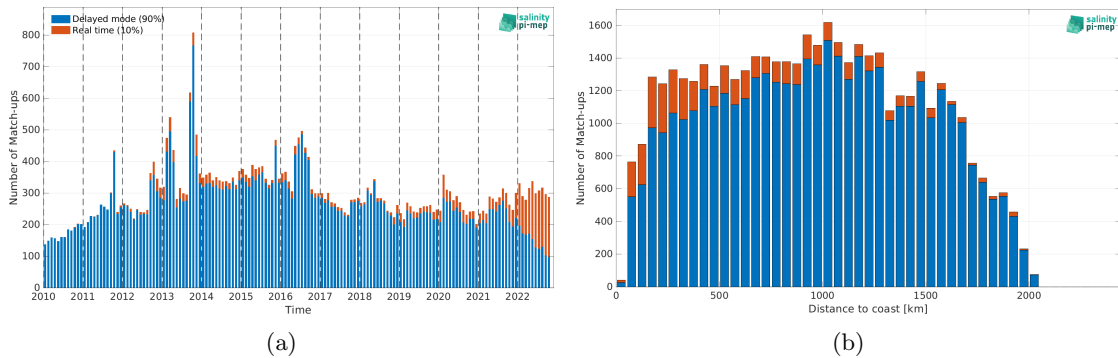 Delayed mode (90%)
Real time (10%)
salinity
pi-mep
Number of Match-ups
800
700
600
500
400
300
200
100
0
2010 2011 2012 2013 2014 2015 2016 2017 2018 2019 2020 2021 2022
Time
(a)
salinity
pi-mep
Number of Match-ups
1600
1400
1200
1000
800
600
400
200
0
0 500 1000 1500 2000
Distance to coast [km]
(b)